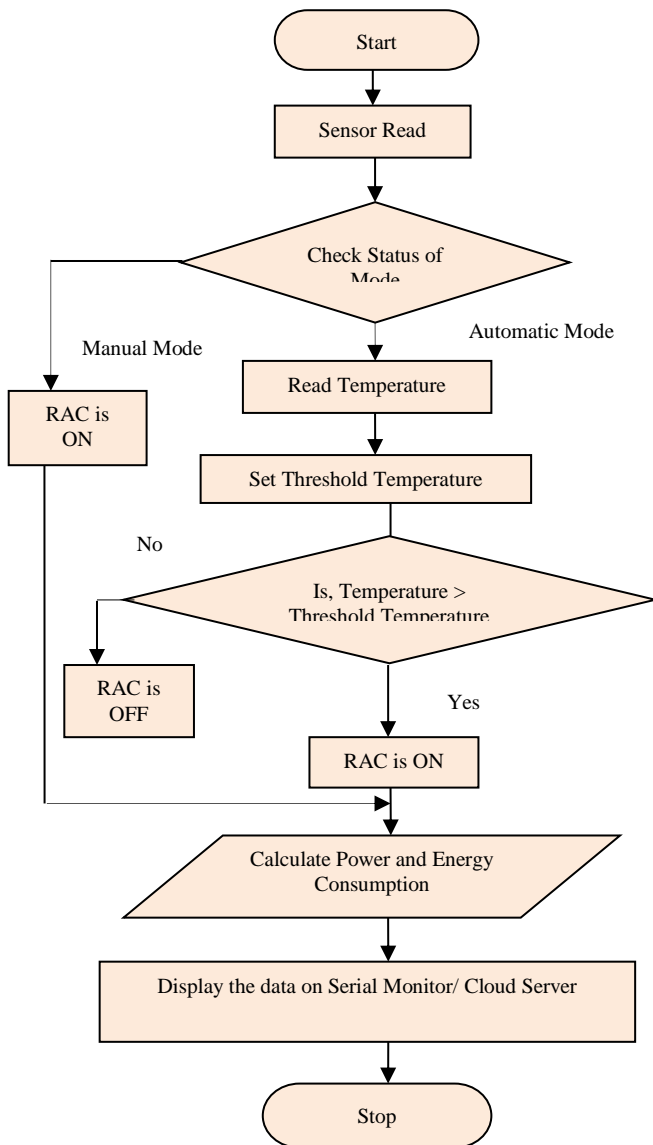 Start
Sensor Read
Check Status of
Mode
Manual Mode
Automatic Mode
RAC is
ON
Read Temperature
Set Threshold Temperature
No
Is, Temperature >
Threshold Temperature
RAC is
OFF
Yes
RAC is ON
Calculate Power and Energy
Consumption
Display the data on Serial Monitor/ Cloud Server
Stop